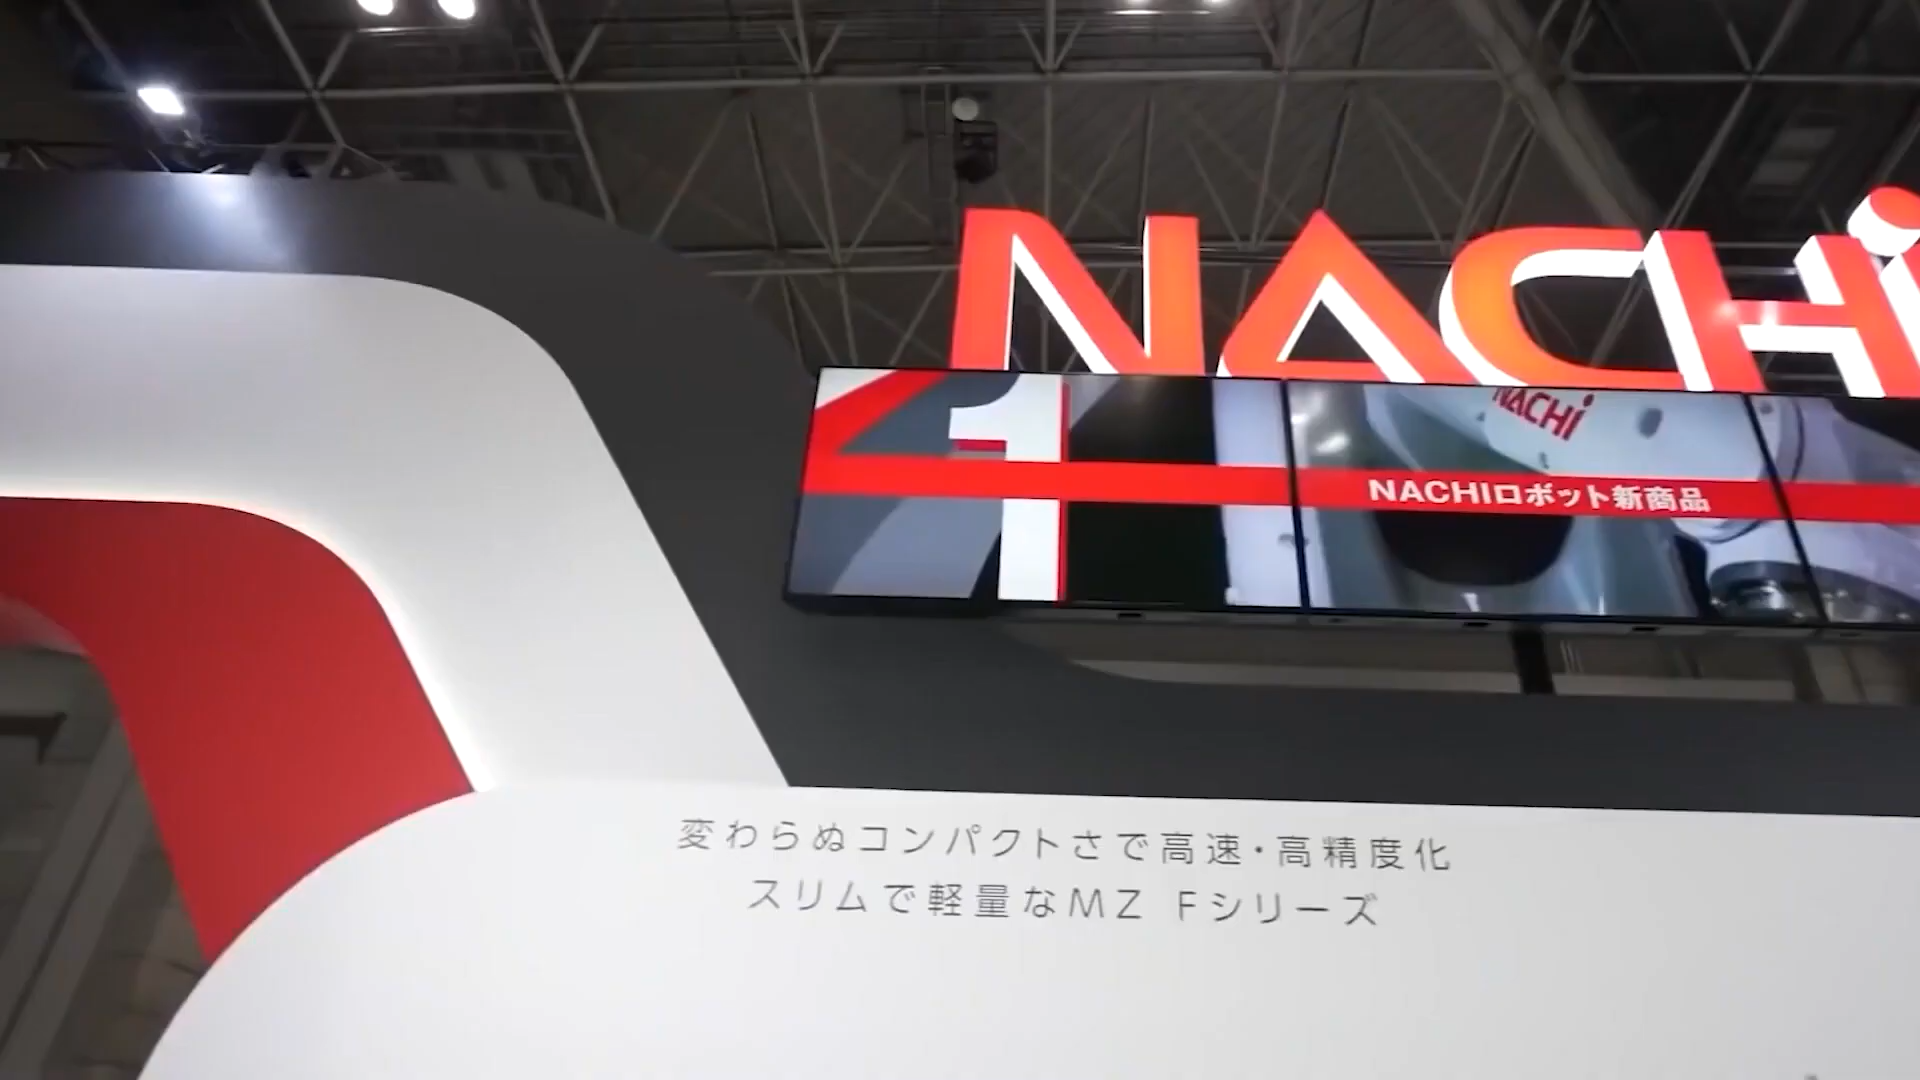 NACHi
1
NACHi
NACHIロボット新商品
変わらぬコンパクトさで高速・高精度化
スリムで軽量なMZ Fシリーズ